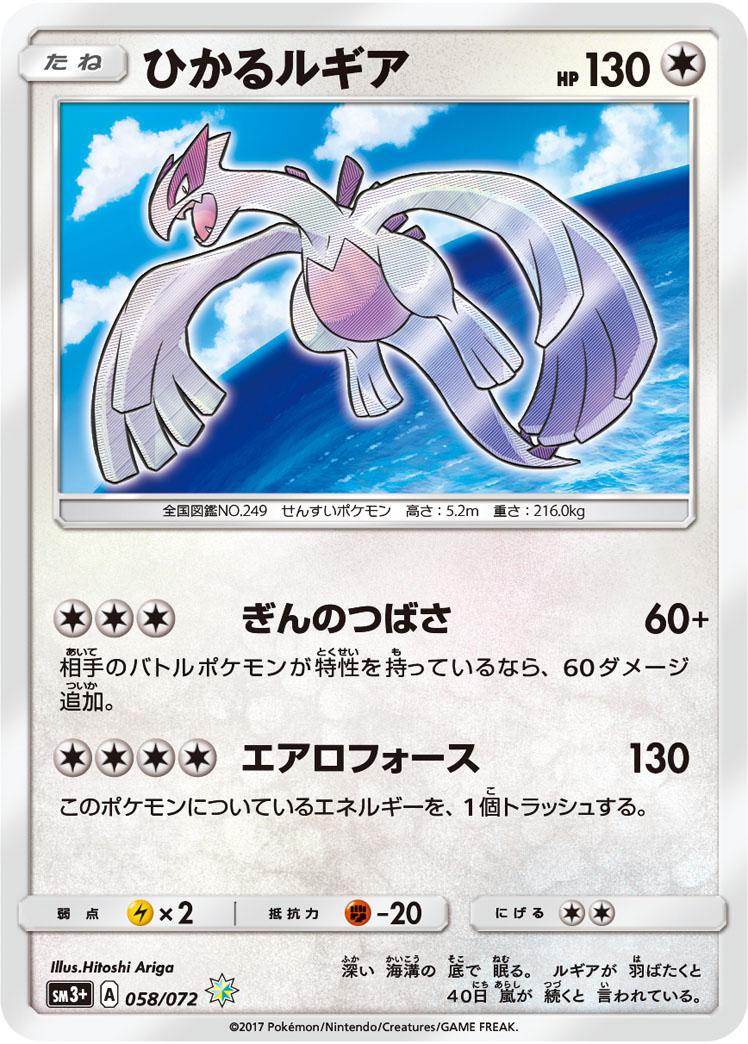 たね ひかるルギア HP 130
全国図鑑NO.249 せんすいポケモン 高さ：5.2m 重さ：216.0kg
ぎんのつばさ 60+
相手のバトルポケモンが特性を持っているなら、60ダメージ
追加。
エアロフォース 130
このポケモンについているエネルギーを、1個トラッシュする。
弱点 ×2 抵抗力 -20 にげる
Illus.Hitoshi Ariga
SM3+ A 058/072
深い 海溝の 底で 眠る。 ルギアが 羽ばたくと
40日 嵐が 続くと 言われている。
©2017 Pokémon/Nintendo/Creatures/GAME FREAK.